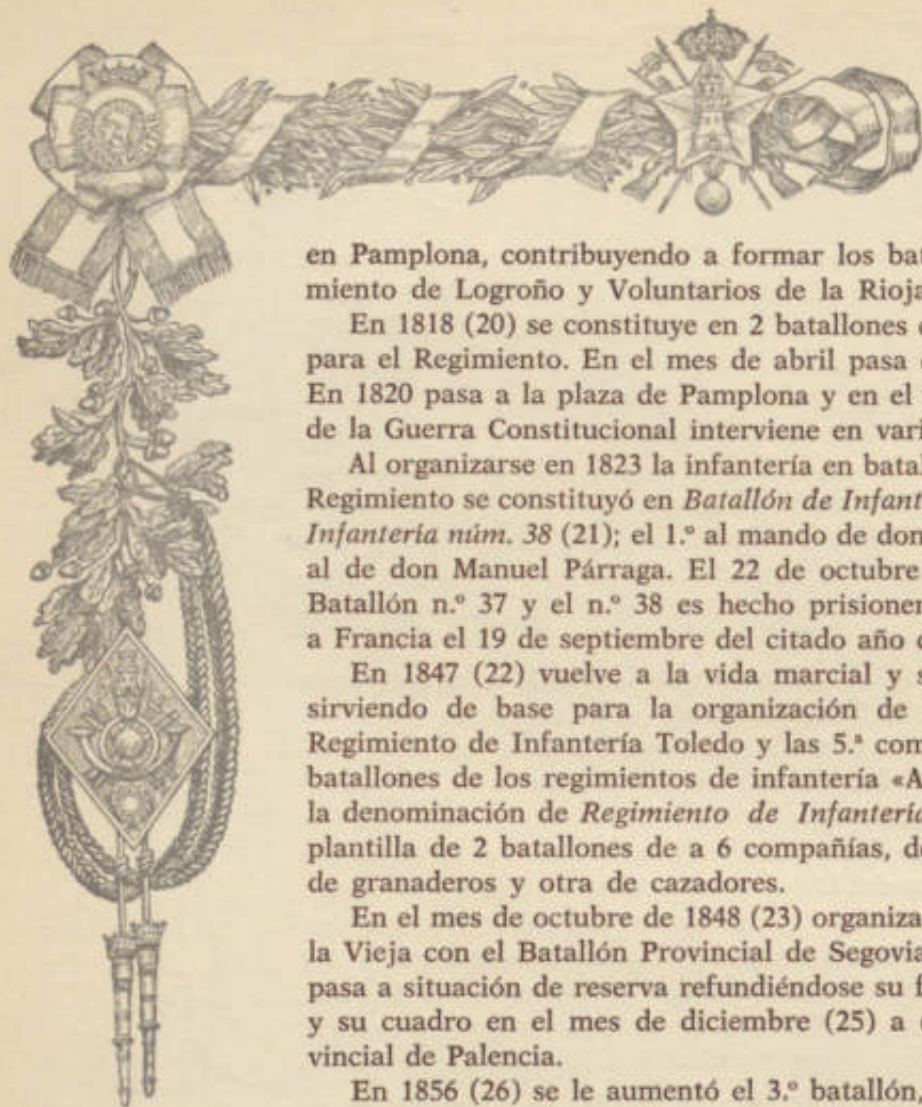 en Pamplona, contribuyendo a formar los bat
miento de Logroño y Voluntarios de la Rioja
En 1818 (20) se constituye en 2 batallones
para el Regimiento. En el mes de abril pasa
En 1820 pasa a la plaza de Pamplona y en el
de la Guerra Constitucional interviene en vari
Al organizarse en 1823 la infantería en batal
Regimiento se constituyó en Batallón de Infant
Infantería núm. 38 (21); el 1.º al mando de don
al de don Manuel Párraga. El 22 de octubre
Batallón n.º 37 y el n.º 38 es hecho prisioner
a Francia el 19 de septiembre del citado año
En 1847 (22) vuelve a la vida marcial y s
sirviendo de base para la organización de
Regimiento de Infantería Toledo y las 5.ª com
batallones de los regimientos de infantería «A
la denominación de Regimiento de Infantería
plantilla de 2 batallones de a 6 compañías, d
de granaderos y otra de cazadores.
En el mes de octubre de 1848 (23) organiza
la Vieja con el Batallón Provincial de Segovia
pasa a situación de reserva refundiéndose su f
y su cuadro en el mes de diciembre (25) a
vincial de Palencia.
En 1856 (26) se le aumentó el 3.º batallón,